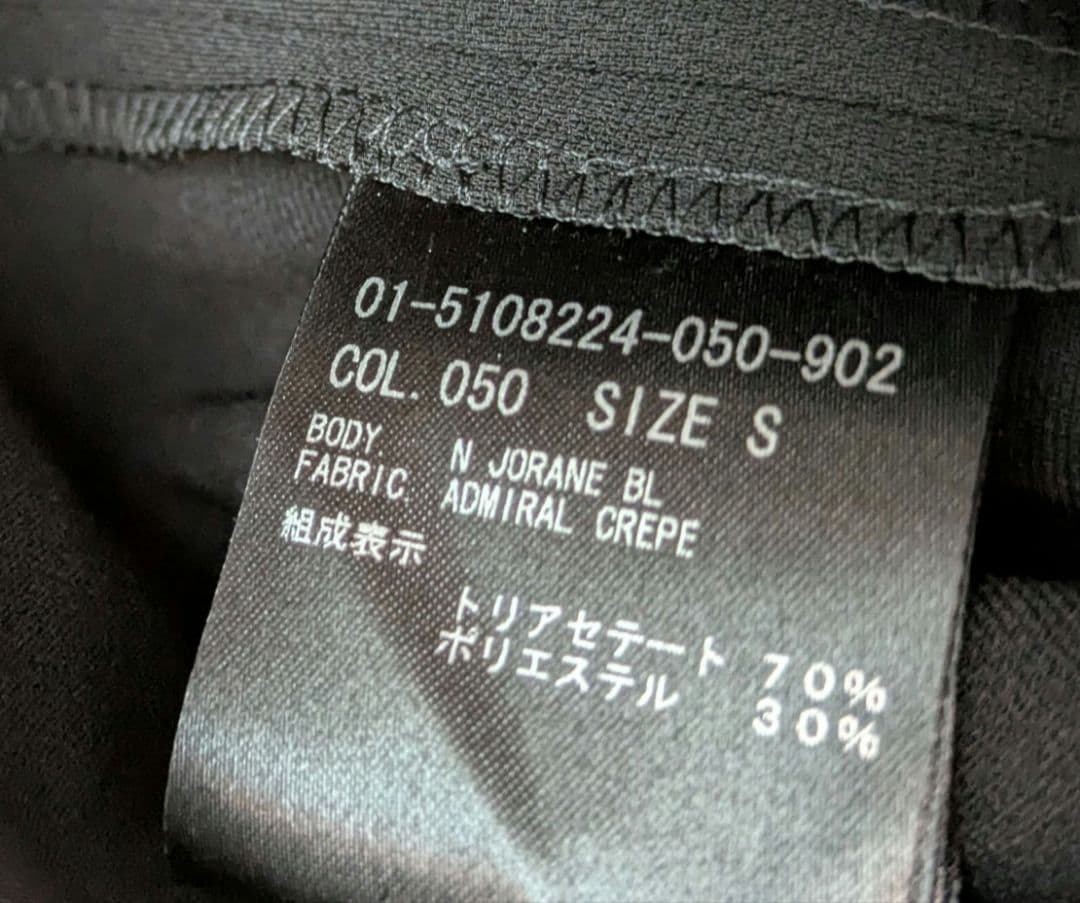 01-5108224-050-902
COL. 050 SIZE S
BODY. N JORANE BL
FABRIC. ADMIRAL CREPE
組成表示
トリアセテート 70%
ポリエステル 30%